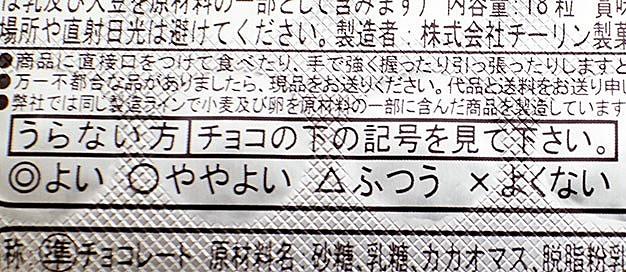 は乳及び大豆を原材料の一部として含みます) 内容量:18粒 賞味
場所や直射日光は避けてください。製造者:株式会社チーリン製菓
●商品に直接口をつけて食べたり、手で強く握ったり引っ張ったりしますと
●万一不都合な品がありましたら、現品をお送りください。代品と送料をお送り申し
●弊社では同じ製造ラインで小麦及び卵を原材料の一部に含んだ商品を製造しています
うらない方 チョコの下の記号を見て下さい。
◎よい ○ややよい △ふつう ×よくない
称:㊜チョコレート 原材料名:砂糖、乳糖、カカオマス、脱脂粉乳